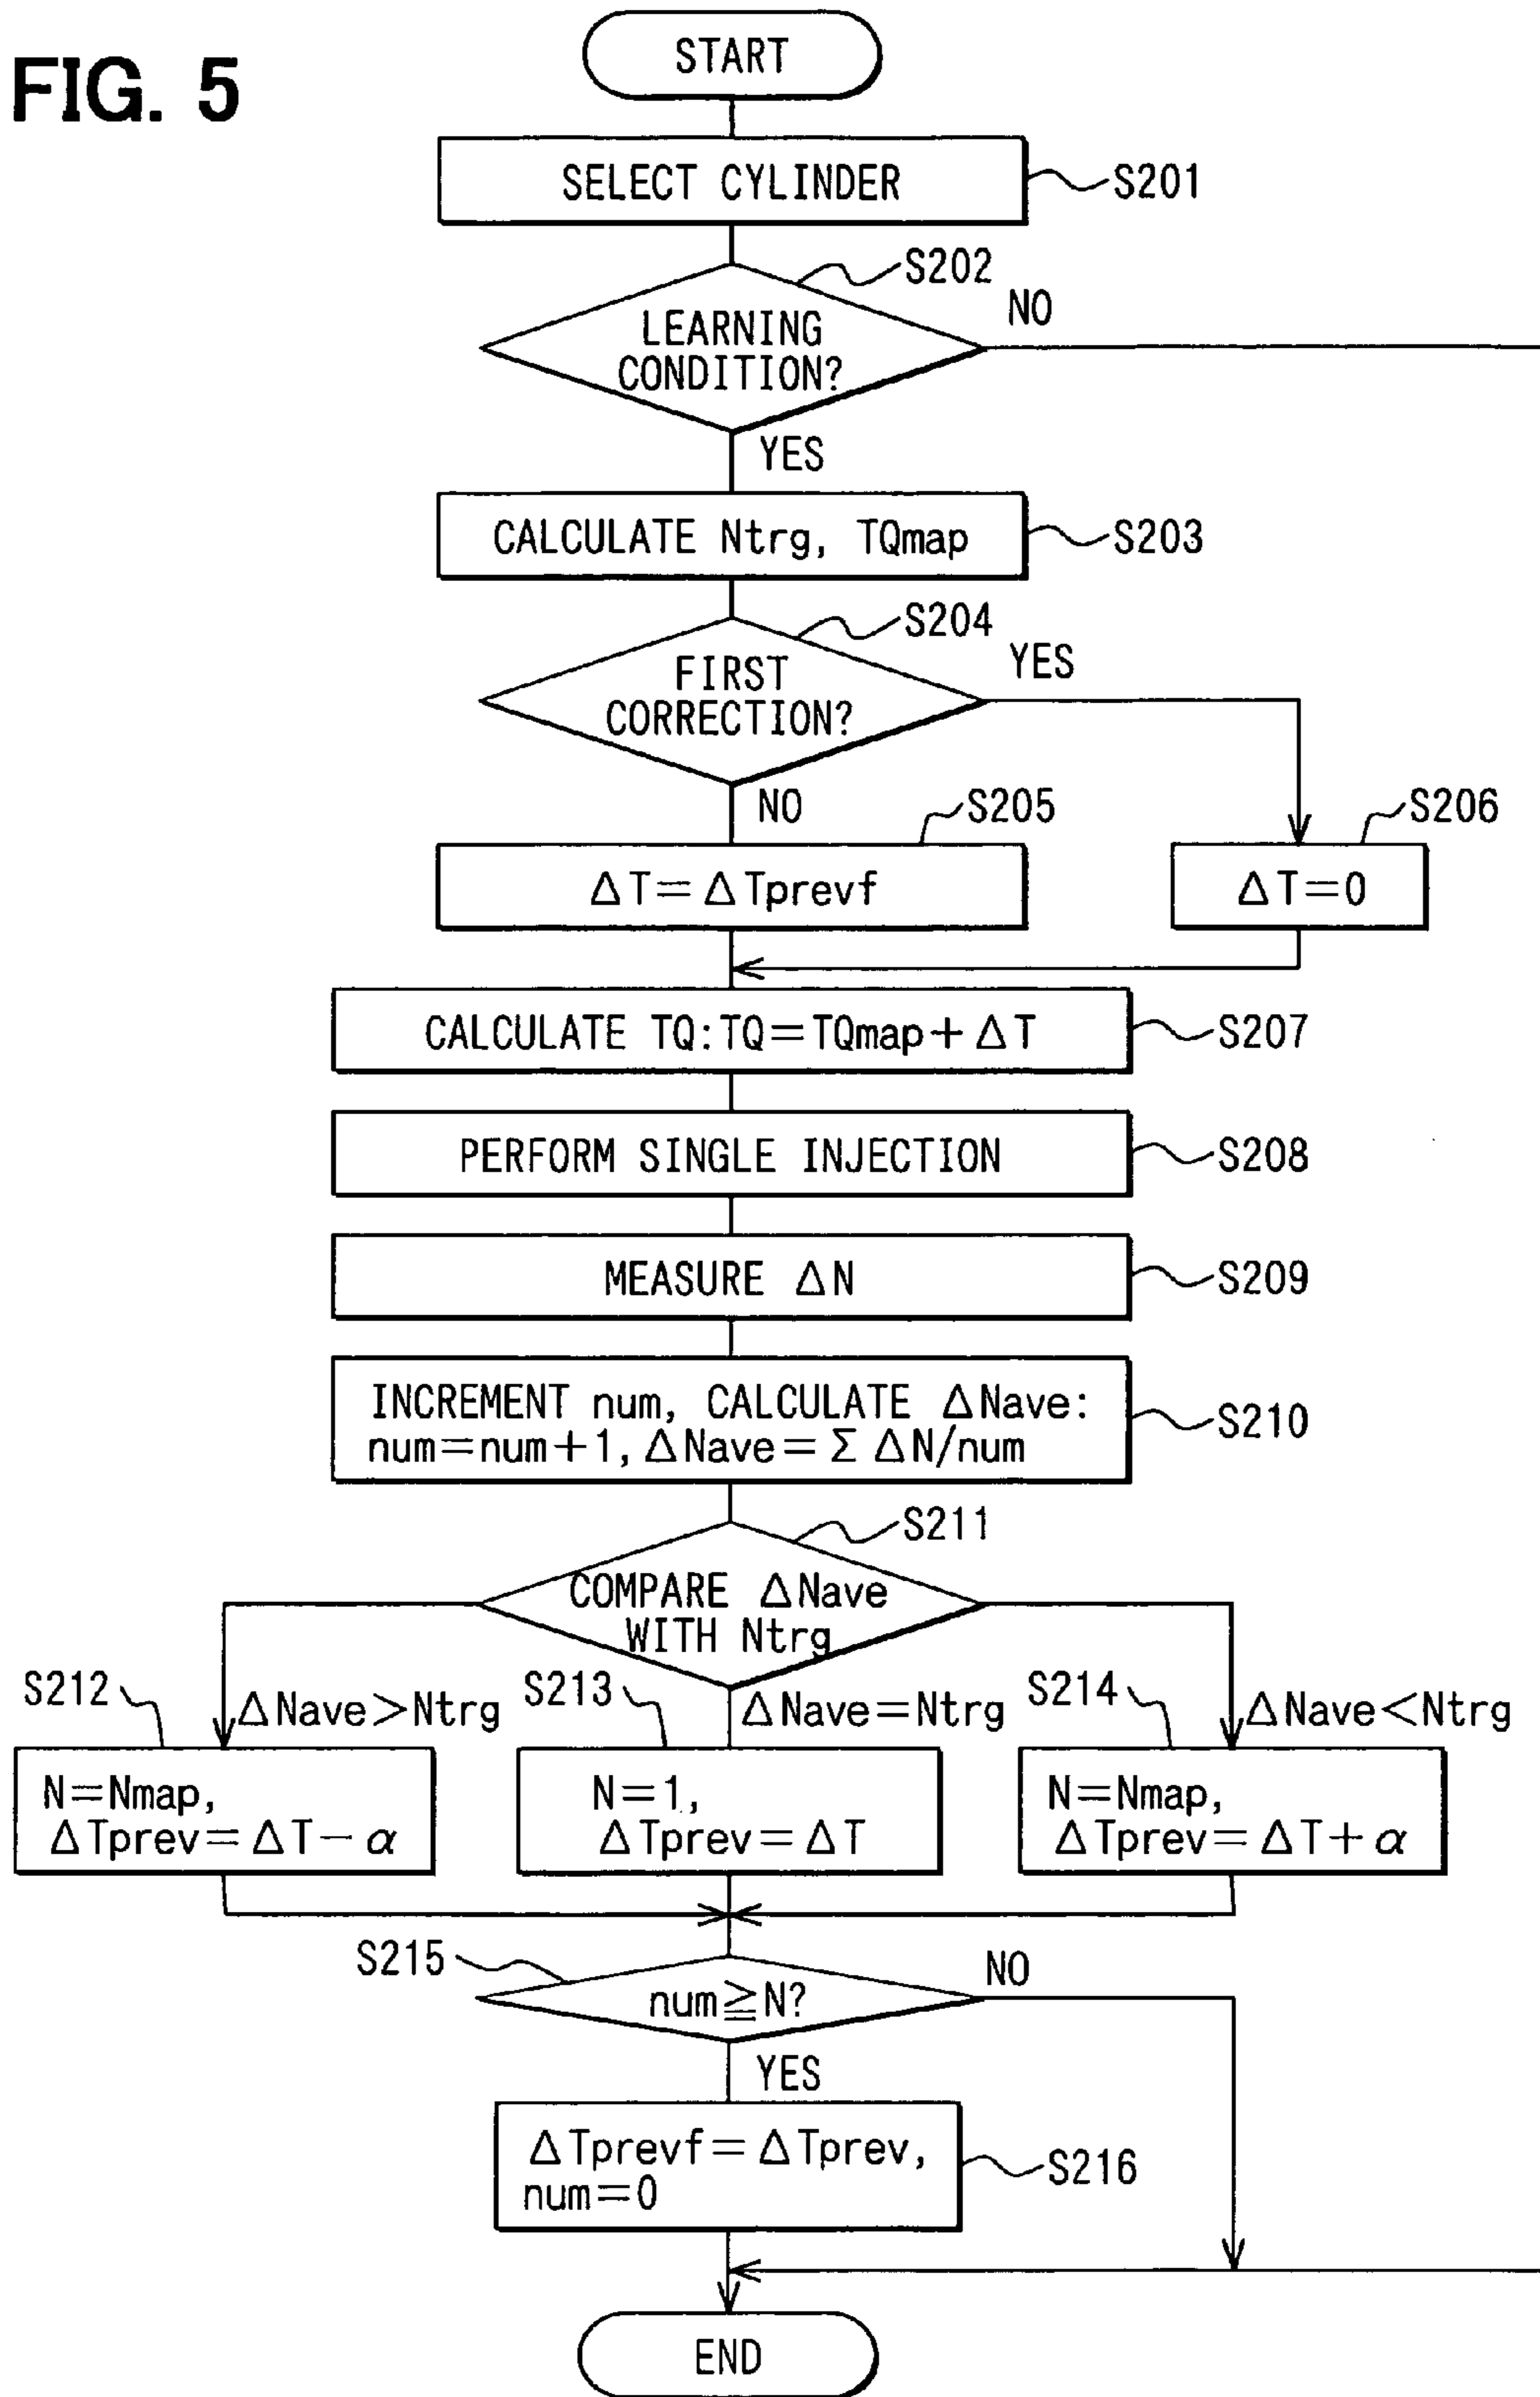 FIG. 5
START
SELECT CYLINDER
S201
S202
LEARNING
CONDITION?
NO
YES
CALCULATE Ntrg, TQmap
S203
S204
FIRST
CORRECTION?
YES
NO
S205
S206
ΔT=ΔTprevf
ΔT=0
CALCULATE TQ:TQ=TQmap+ΔT
S207
PERFORM SINGLE INJECTION
S208
MEASURE ΔN
S209
INCREMENT num, CALCULATE ΔNave:
num=num+1, ΔNave=Σ ΔN/num
S210
S211
COMPARE ΔNave
WITH Ntrg
S212
ΔNave>Ntrg
S213
ΔNave=Ntrg
S214
ΔNave<Ntrg
N=Nmap,
ΔTprev=ΔT-α
N=1,
ΔTprev=ΔT
N=Nmap,
ΔTprev=ΔT+α
S215
num≧N?
NO
YES
ΔTprevf=ΔTprev,
num=0
S216
END